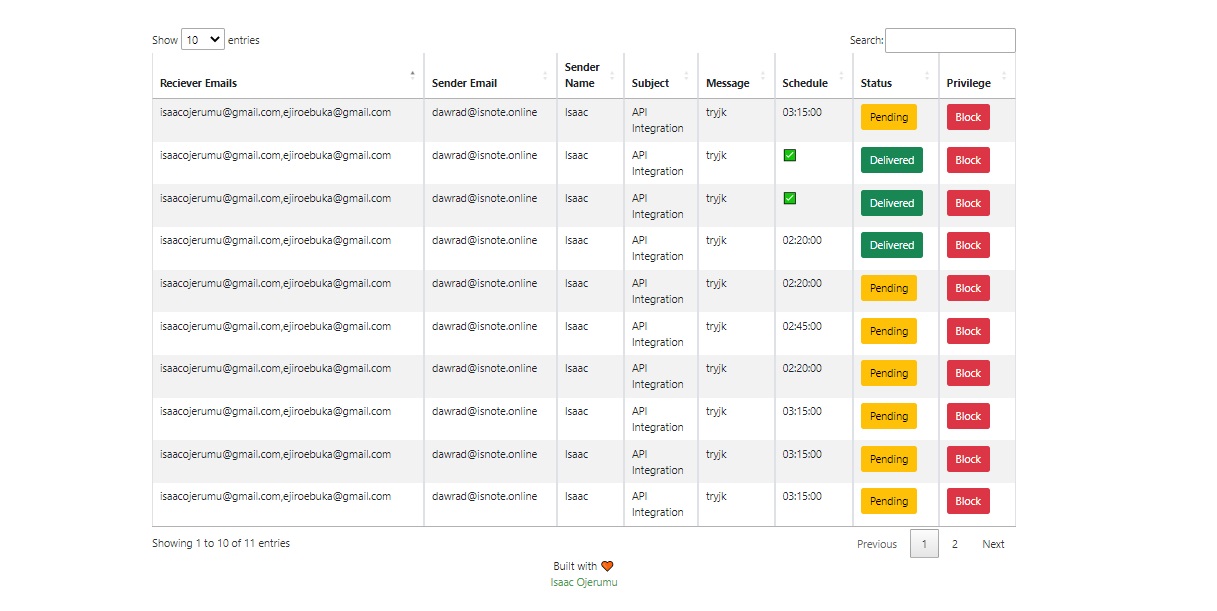 Show 10 entries Search:
Reciever Emails Sender Email Sender Name Subject Message Schedule Status Privilege
isaacojerumu@gmail.com,ejiroebuka@gmail.com dawrad@isnote.online Isaac API Integration tryjk 03:15:00 Pending Block
isaacojerumu@gmail.com,ejiroebuka@gmail.com dawrad@isnote.online Isaac API Integration tryjk ✅ Delivered Block
isaacojerumu@gmail.com,ejiroebuka@gmail.com dawrad@isnote.online Isaac API Integration tryjk ✅ Delivered Block
isaacojerumu@gmail.com,ejiroebuka@gmail.com dawrad@isnote.online Isaac API Integration tryjk 02:20:00 Delivered Block
isaacojerumu@gmail.com,ejiroebuka@gmail.com dawrad@isnote.online Isaac API Integration tryjk 02:20:00 Pending Block
isaacojerumu@gmail.com,ejiroebuka@gmail.com dawrad@isnote.online Isaac API Integration tryjk 02:45:00 Pending Block
isaacojerumu@gmail.com,ejiroebuka@gmail.com dawrad@isnote.online Isaac API Integration tryjk 02:20:00 Pending Block
isaacojerumu@gmail.com,ejiroebuka@gmail.com dawrad@isnote.online Isaac API Integration tryjk 03:15:00 Pending Block
isaacojerumu@gmail.com,ejiroebuka@gmail.com dawrad@isnote.online Isaac API Integration tryjk 03:15:00 Pending Block
isaacojerumu@gmail.com,ejiroebuka@gmail.com dawrad@isnote.online Isaac API Integration tryjk 03:15:00 Pending Block
Showing 1 to 10 of 11 entries Previous 1 2 Next
Built with 🧡
Isaac Ojerumu